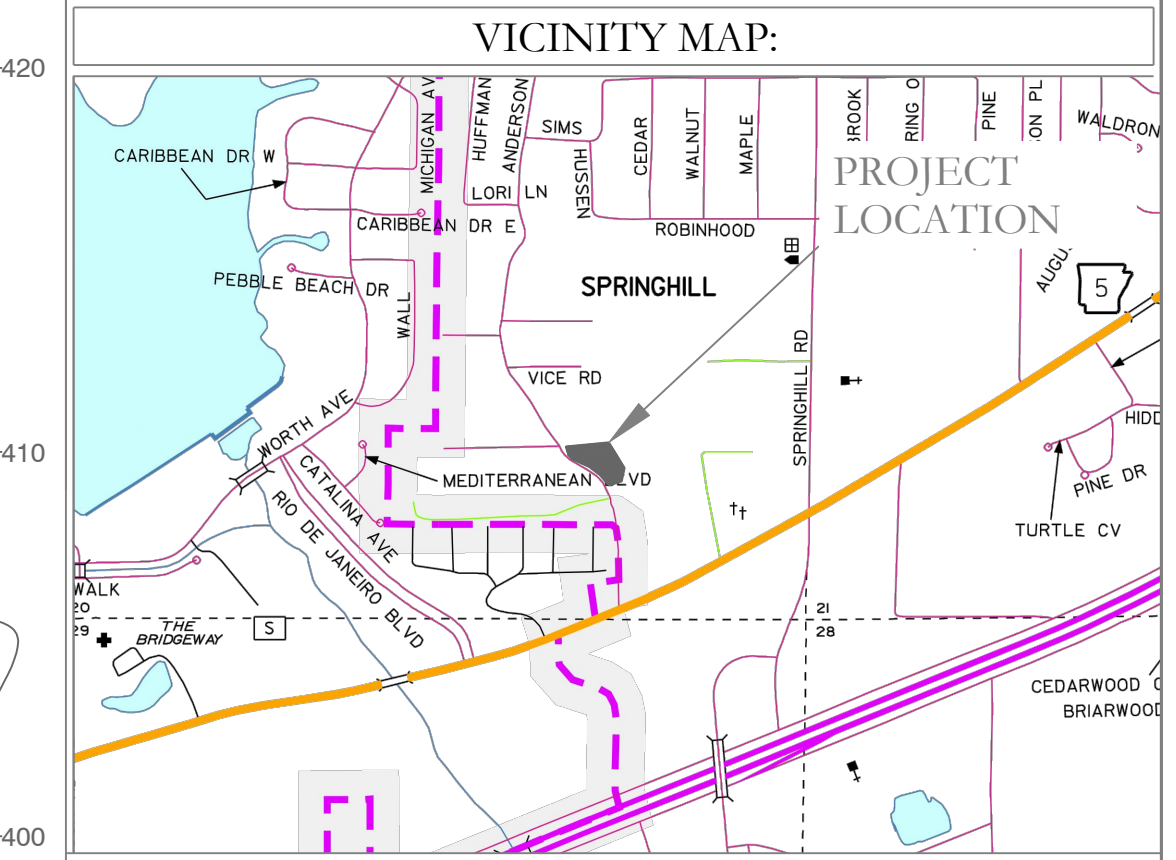 VICINITY MAP:
420
410
400
MICHIGAN AV
HUFFMAN
ANDERSON
SIMS
HUSSEN
CEDAR
WALNUT
MAPLE
PINE
WALDRON
CARIBBEAN DR W
LORI LN
CARIBBEAN DR E
ROBINHOOD
PROJECT
LOCATION
PEBBLE BEACH DR
WALL
SPRINGHILL
5
VICE RD
SPRINGHILL RD
WORTH AVE
CATALINA AVE
MEDITERRANEAN
RIO DE JANEIRO BLVD
HIDD
PINE DR
TURTLE CV
WALK
20
29
THE
BRIDGEWAY
S
21
28
CEDARWOOD
BRIARWOOD